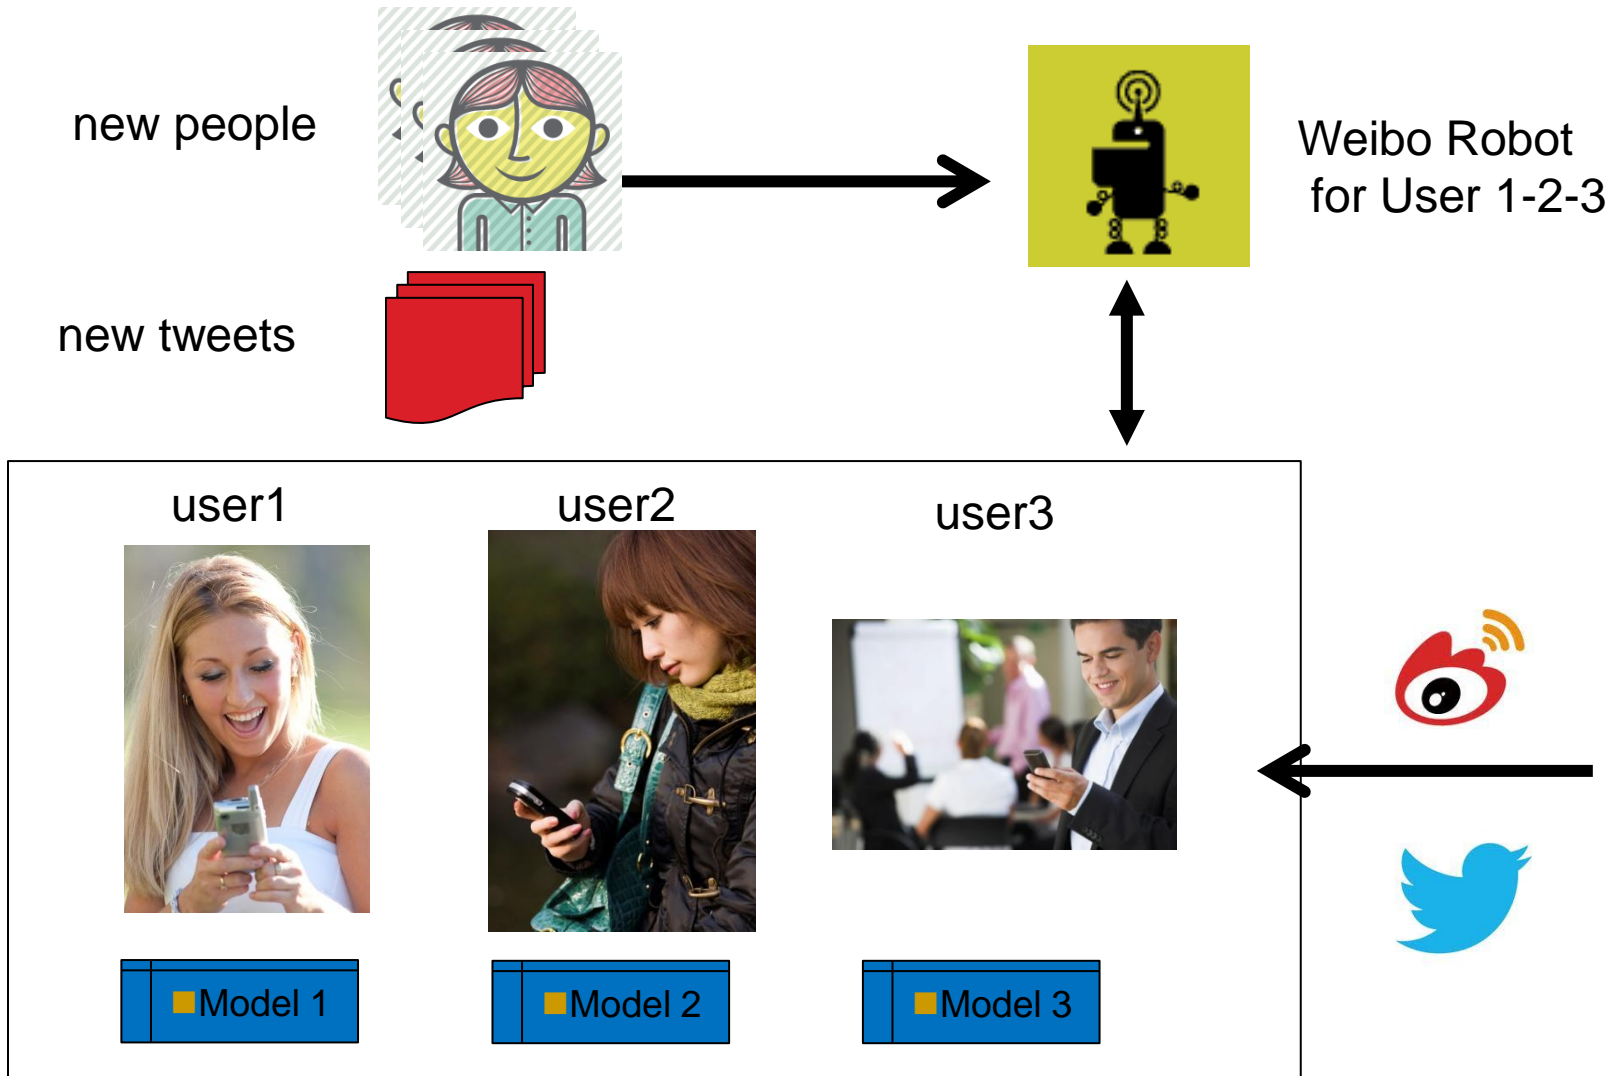 new people
Weibo Robot
for User 1-2-3
new tweets
user1
user2
user3
Model 1
Model 2
Model 3